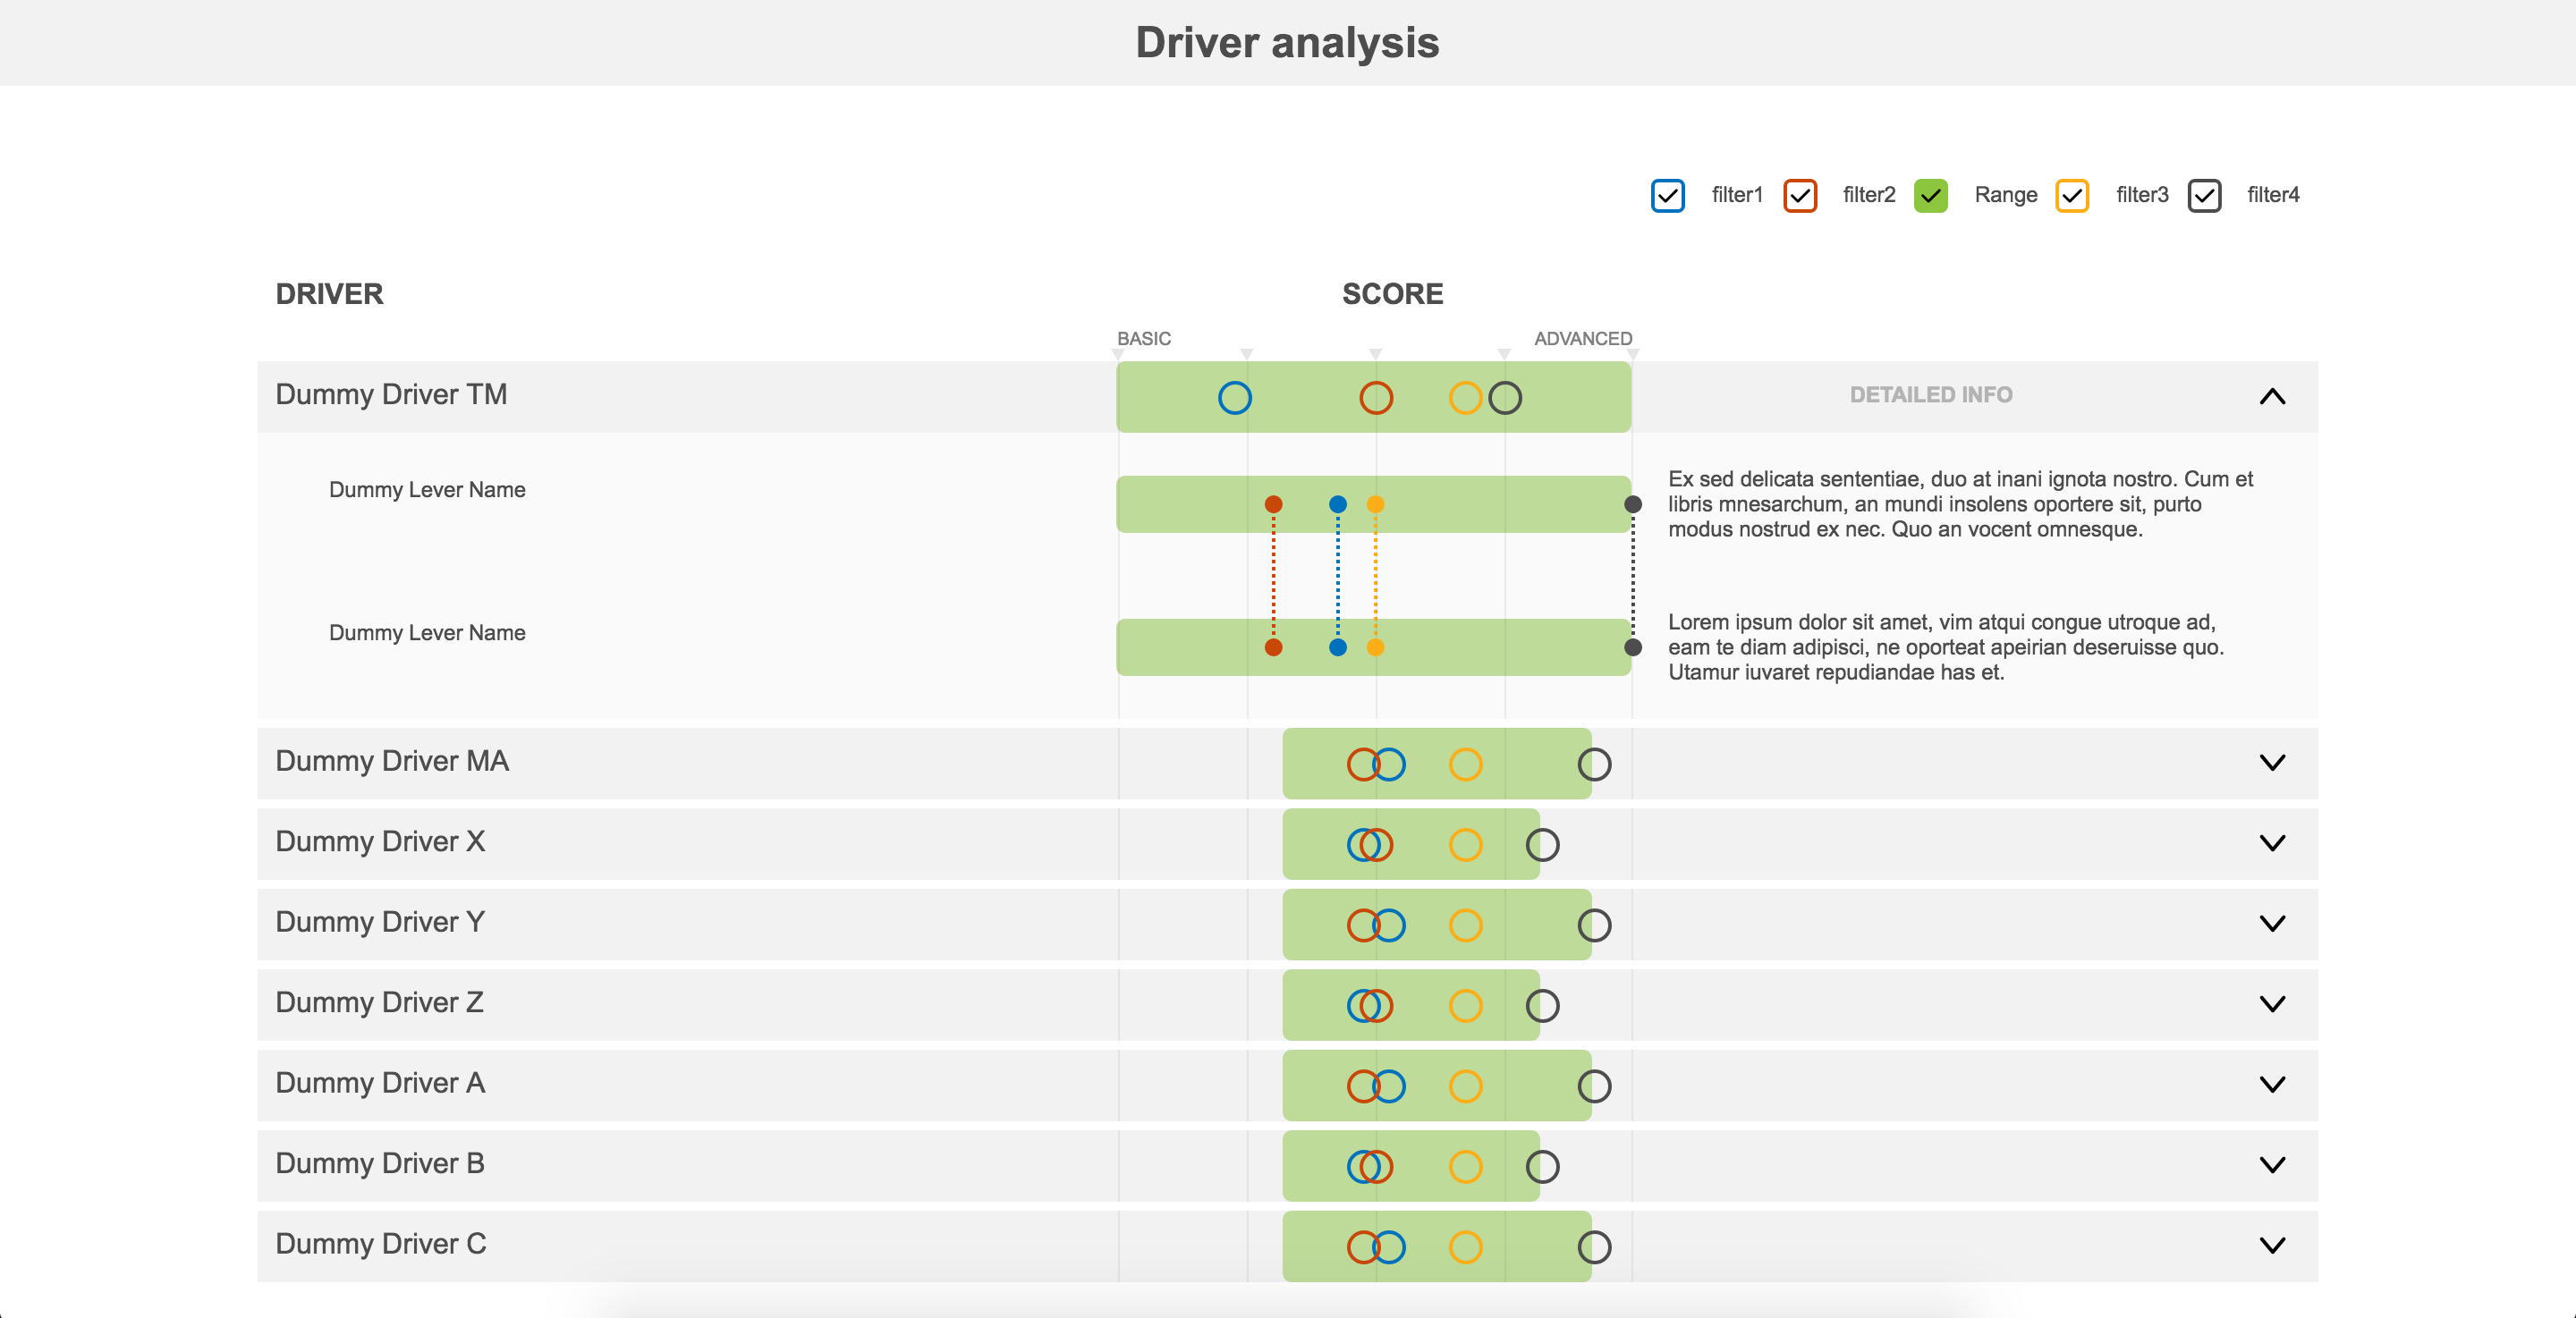 Driver analysis
filter1 filter2 Range filter3 filter4
DRIVER SCORE
BASIC ADVANCED
Dummy Driver TM DETAILED INFO
Dummy Lever Name
Ex sed delicata sententiae, duo at inani ignota nostro. Cum et
libris mnesarchum, an mundi insolens oportere sit, purto
modus nostrud ex nec. Quo an vocent omnesque.
Dummy Lever Name
Lorem ipsum dolor sit amet, vim atqui congue utroque ad,
eam te diam adipisci, ne oporteat apeirian deseruisse quo.
Utamur iuvaret repudiandae has et.
Dummy Driver MA
Dummy Driver X
Dummy Driver Y
Dummy Driver Z
Dummy Driver A
Dummy Driver B
Dummy Driver C